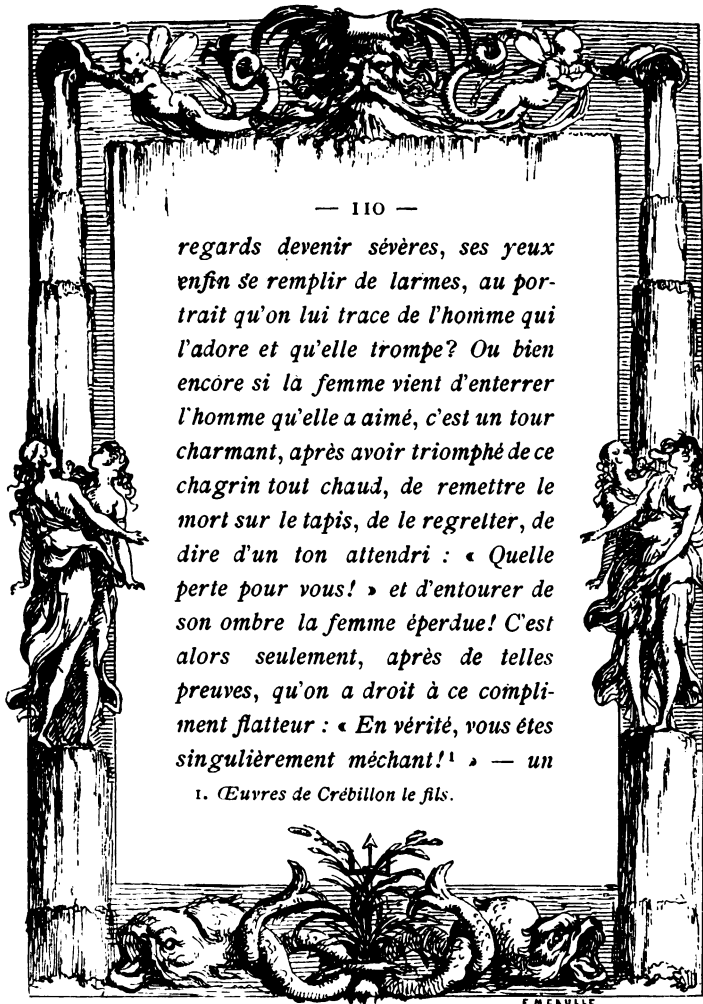 — 110 —
regards devenir sévères, ses yeux
enfin se remplir de larmes, au por-
trait qu'on lui trace de l'homme qui
l'adore et qu'elle trompe? Ou bien
encore si la femme vient d'enterrer
l'homme qu'elle a aimé, c'est un tour
charmant, après avoir triomphé de ce
chagrin tout chaud, de remettre le
mort sur le tapis, de le regretter, de
dire d'un ton attendri : « Quelle
perte pour vous! » et d'entourer de
son ombre la femme éperdue! C'est
alors seulement, après de telles
preuves, qu'on a droit à ce compli-
ment flatteur : « En vérité, vous êtes
singulièrement méchant!¹ » — un
1. Œuvres de Crébillon le fils.